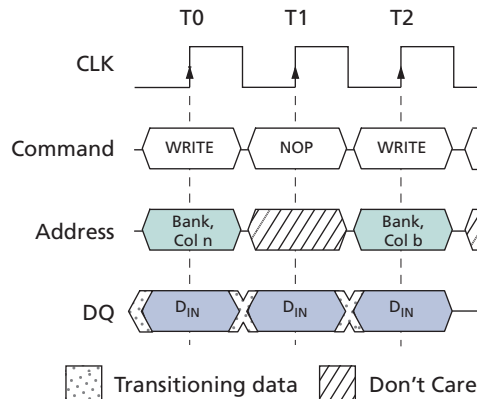 T0 T1 T2
CLK
Command WRITE NOP WRITE
Address Bank, Col n Bank, Col b
DQ DIN DIN DIN
Transitioning data Don't Care